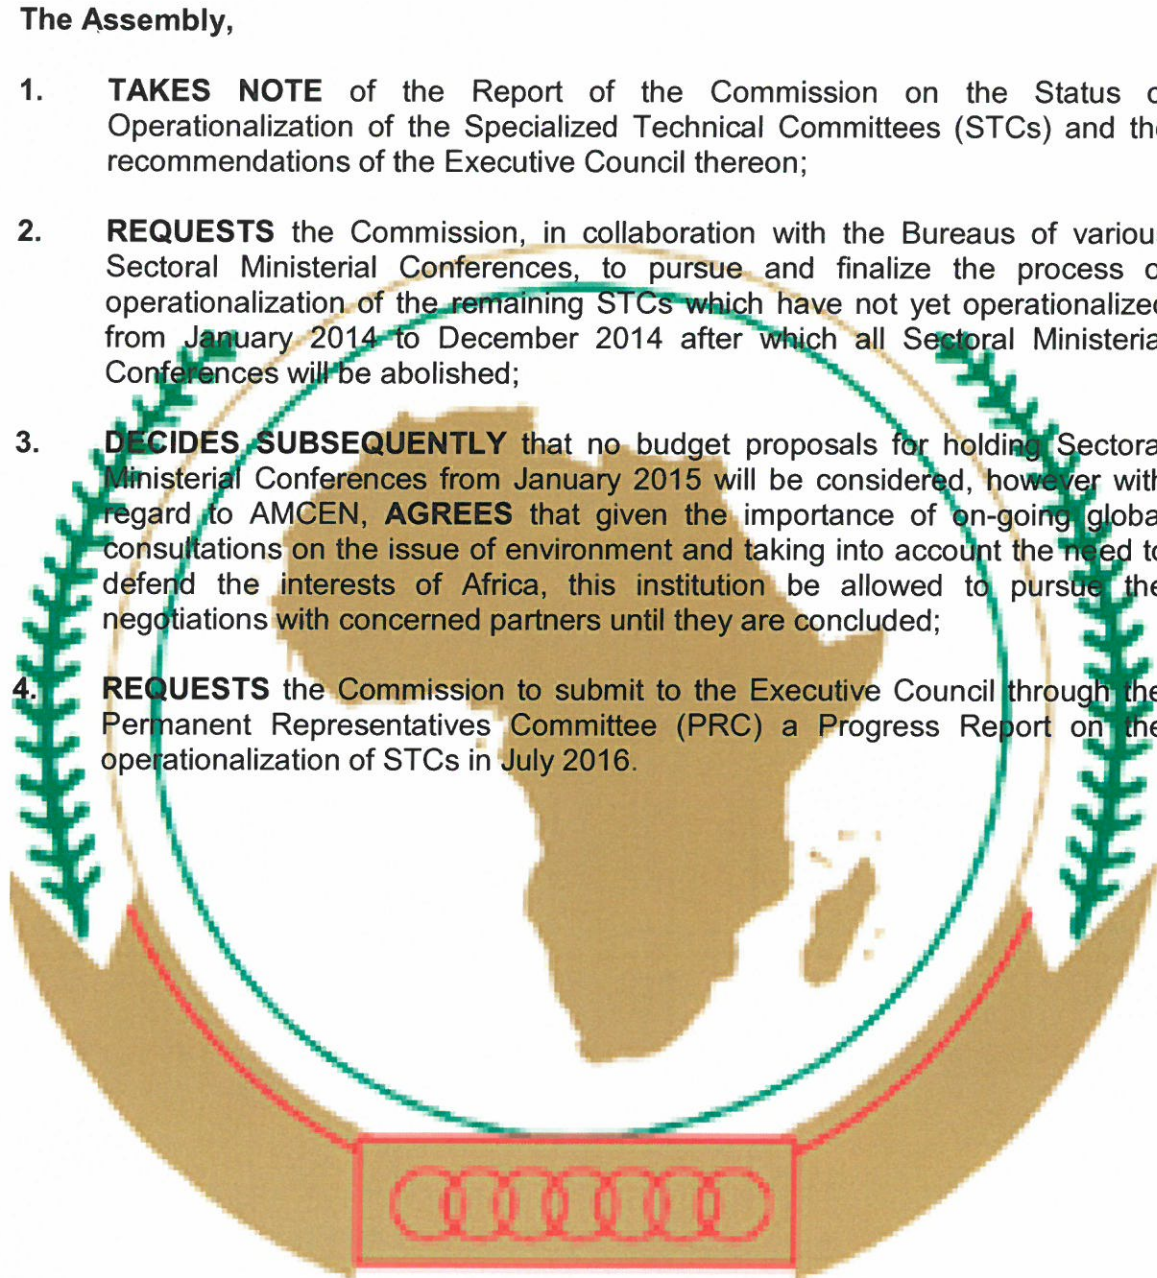 The Assembly,
1. TAKES NOTE of the Report of the Commission on the Status o
Operationalization of the Specialized Technical Committees (STCs) and the
recommendations of the Executive Council thereon;
2. REQUESTS the Commission, in collaboration with the Bureaus of variou
Sectoral Ministerial Conferences, to pursue and finalize the process o
operationalization of the remaining STCs which have not yet operationalized
from January 2014 to December 2014 after which all Sectoral Ministeria
Conferences will be abolished;
3. DECIDES SUBSEQUENTLY that no budget proposals for holding Sectora
Ministerial Conferences from January 2015 will be considered, however with
regard to AMCEN, AGREES that given the importance of on-going globa
consultations on the issue of environment and taking into account the need to
defend the interests of Africa, this institution be allowed to pursue the
negotiations with concerned partners until they are concluded;
4. REQUESTS the Commission to submit to the Executive Council through the
Permanent Representatives Committee (PRC) a Progress Report on the
operationalization of STCs in July 2016.